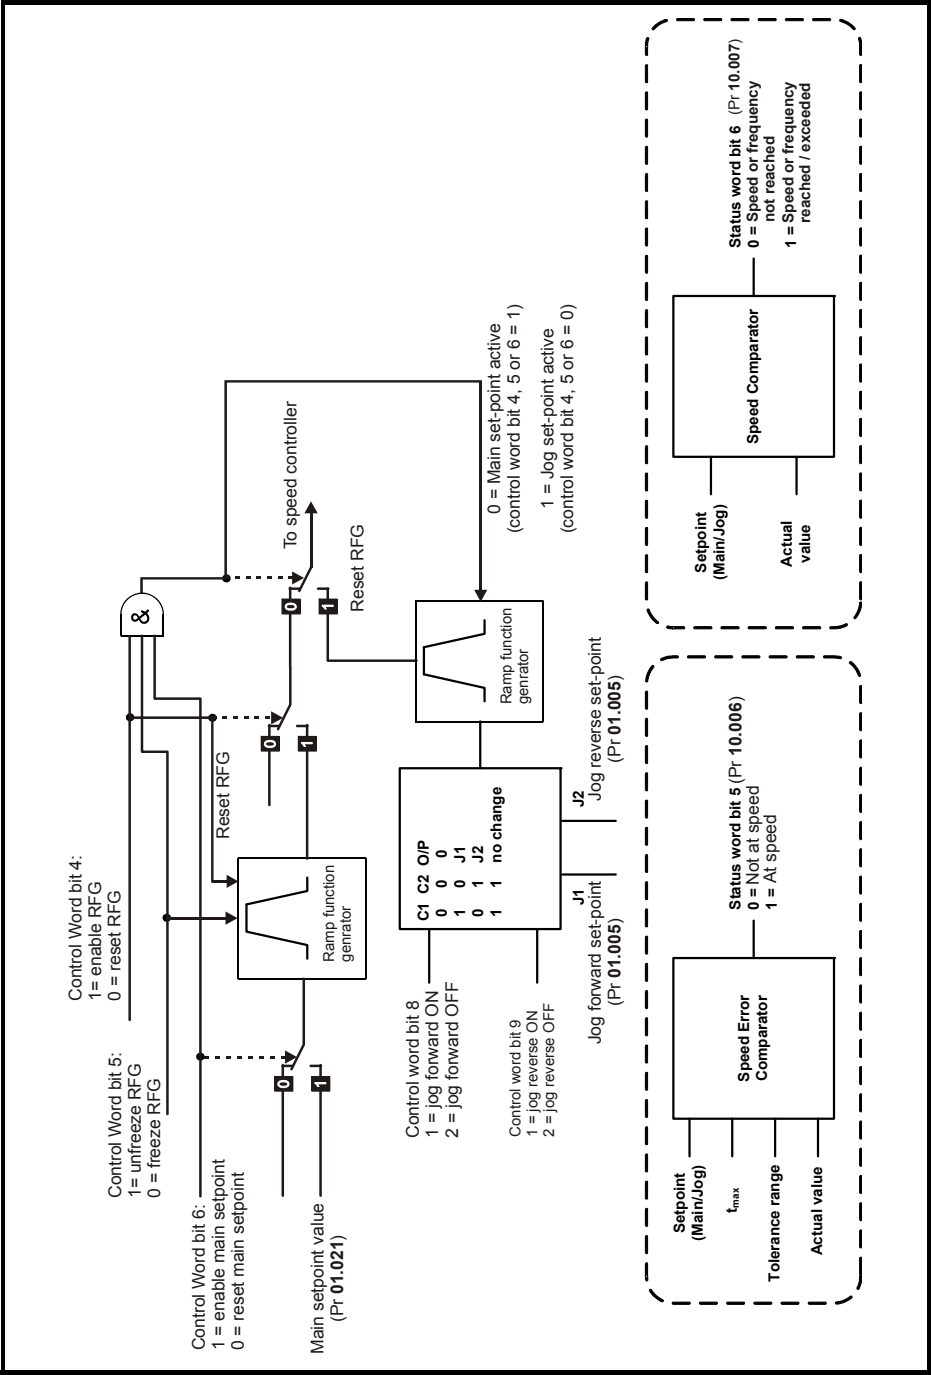 Control Word bit 4:
1= enable RFG
0 = reset RFG
Control Word bit 5:
1= unfreeze RFG
0 = freeze RFG
Control Word bit 6:
1 = enable main setpoint
0 = reset main setpoint
Main setpoint value
(Pr 01.021)
0
1
Ramp function
genrator
Reset RFG
0
1
&
0
1
To speed controller
Reset RFG
Control word bit 8
1 = jog forward ON
2 = jog forward OFF
Control word bit 9
1 = jog reverse ON
2 = jog reverse OFF
C1 C2 O/P
0 0 0
1 0 J1
0 1 J2
1 1 no change
J1
Jog forward set-point
(Pr 01.005)
J2
Jog reverse set-point
(Pr 01.005)
Ramp function
genrator
0 = Main set-point active
(control word bit 4, 5 or 6 = 1)
1 = Jog set-point active
(control word bit 4, 5 or 6 = 0)
Setpoint
(Main/Jog)
tmax
Tolerance range
Actual value
Speed Error
Comparator
Status word bit 5 (Pr 10.006)
0 = Not at speed
1 = At speed
Setpoint
(Main/Jog)
Actual
value
Speed Comparator
Status word bit 6 (Pr 10.007)
0 = Speed or frequency
not reached
1 = Speed or frequency
reached / exceeded